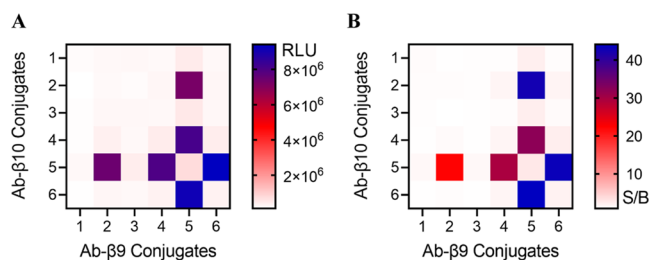 A
RLU
1
2
3
4
5
6
Ab-β10 Conjugates
8×10⁶
6×10⁶
4×10⁶
2×10⁶
1 2 3 4 5 6
Ab-β9 Conjugates
B
1
2
3
4
5
6
Ab-β10 Conjugates
40
30
20
10
S/B
1 2 3 4 5 6
Ab-β9 Conjugates